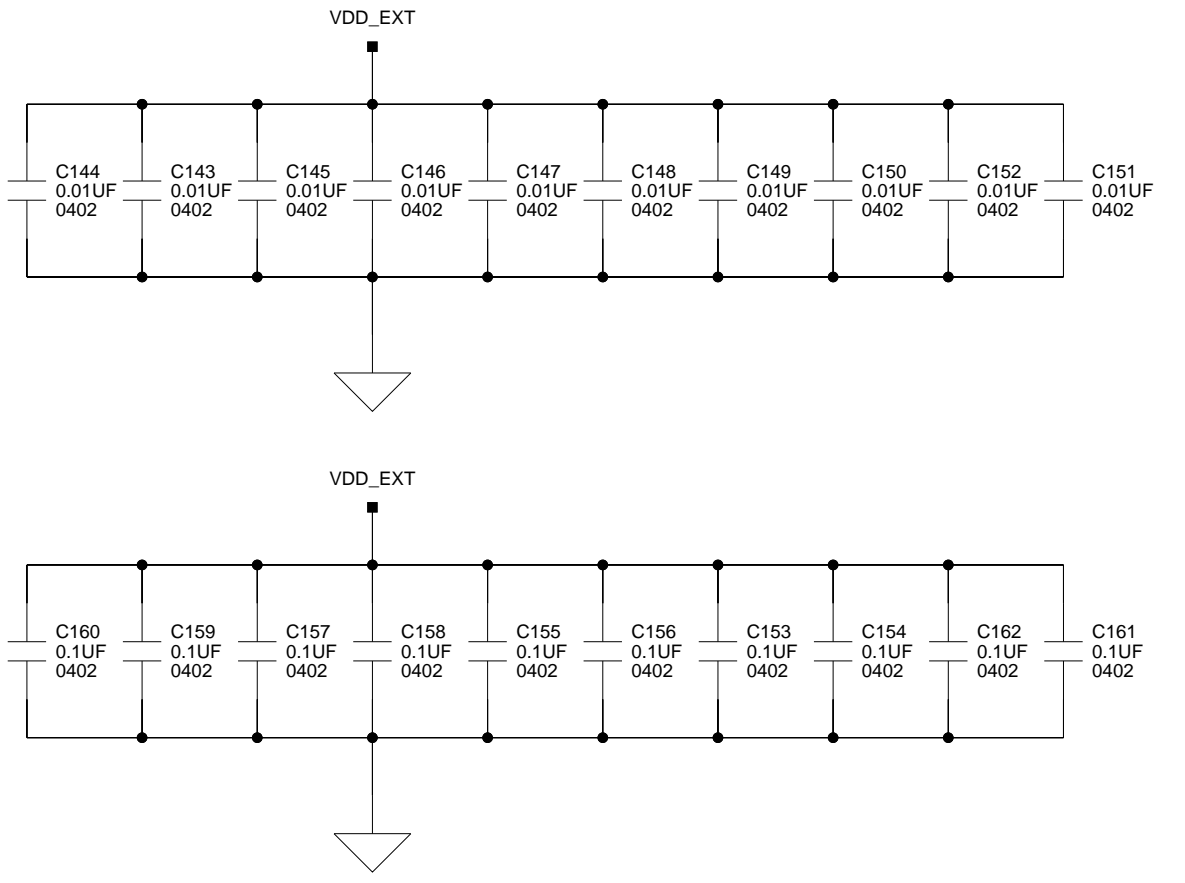 VDD_EXT
C144 C143 C145 C146 C147 C148 C149 C150 C152 C151
0.01UF 0.01UF 0.01UF 0.01UF 0.01UF 0.01UF 0.01UF 0.01UF 0.01UF 0.01UF
0402 0402 0402 0402 0402 0402 0402 0402 0402 0402
VDD_EXT
C160 C159 C157 C158 C155 C156 C153 C154 C162 C161
0.1UF 0.1UF 0.1UF 0.1UF 0.1UF 0.1UF 0.1UF 0.1UF 0.1UF 0.1UF
0402 0402 0402 0402 0402 0402 0402 0402 0402 0402